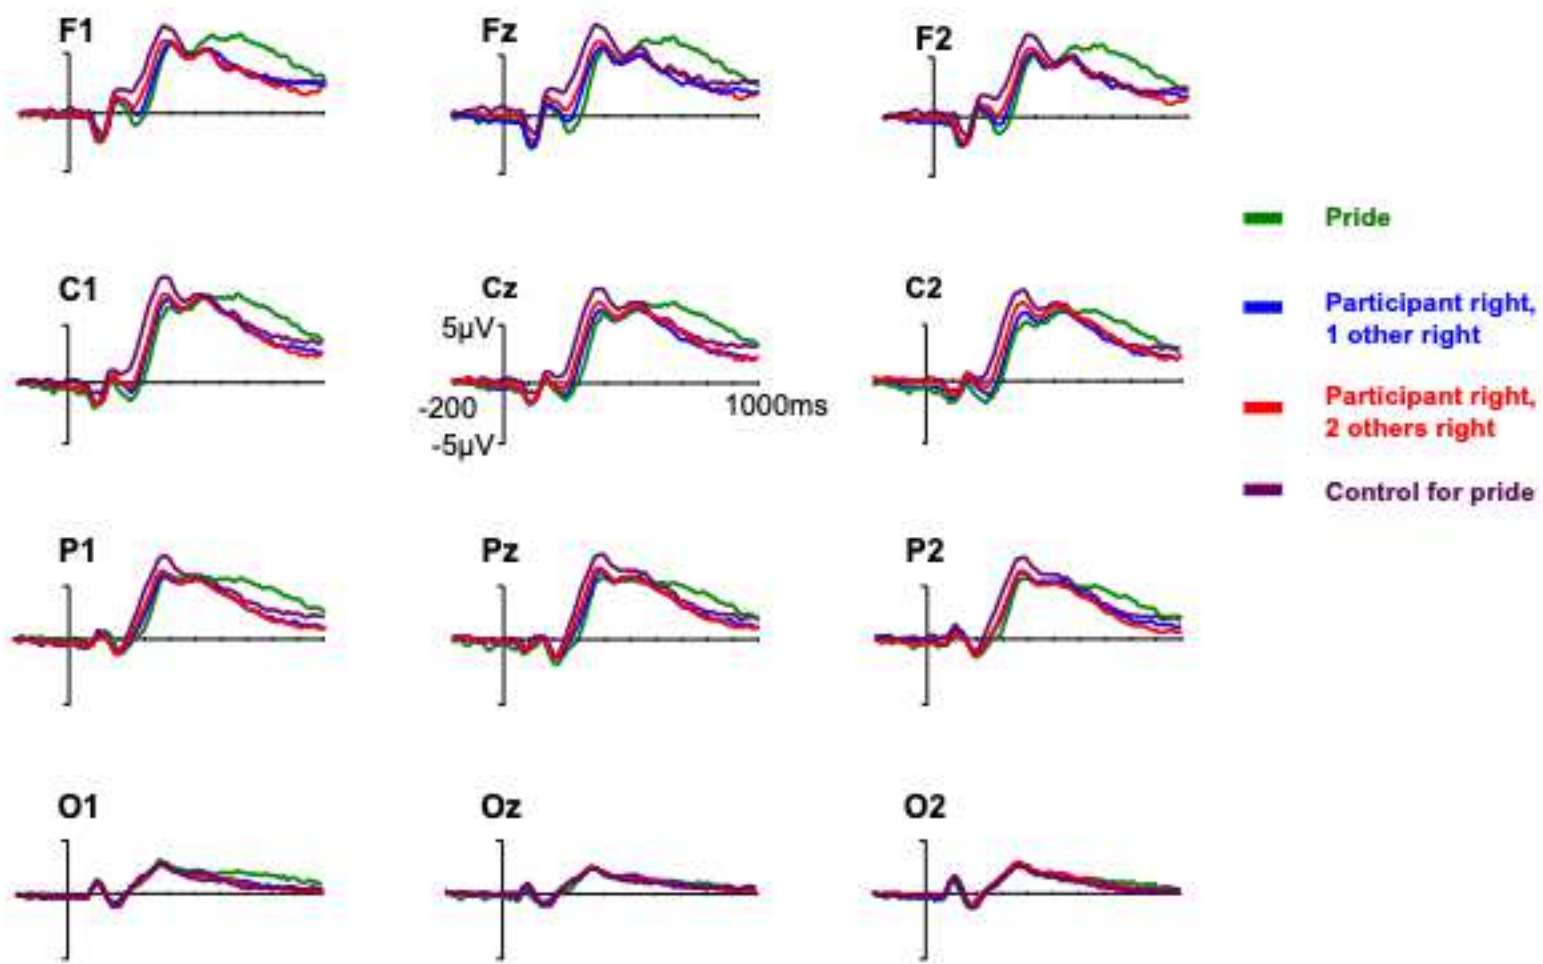 F1
Fz
F2
Pride
C1
Cz
C2
5µV
Participant right,
1 other right
-200
1000ms
-5µV
Participant right,
2 others right
Control for pride
P1
Pz
P2
O1
Oz
O2